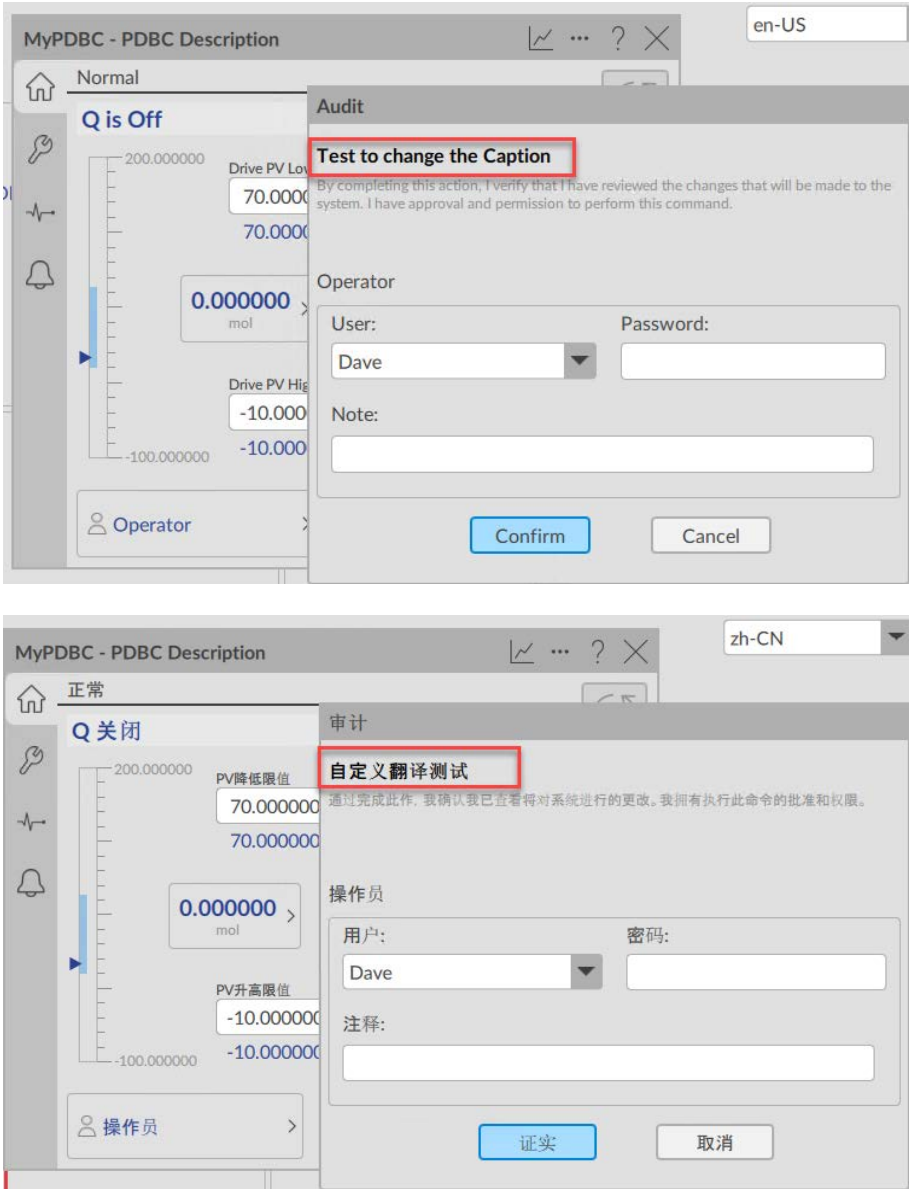 en-US
MyPDBC - PDBC Description
Normal
Q is Off
200.000000
Drive PV Low
70.0000
70.0000
0.000000
mol
Drive PV Hig
-10.000
-10.000
-100.000000
Operator
Audit
Test to change the Caption
By completing this action, I verify that I have reviewed the changes that will be made to the
system. I have approval and permission to perform this command.
Operator
User:
Password:
Dave
Note:
Confirm
Cancel
zh-CN
MyPDBC - PDBC Description
正常
Q 关闭
200.000000
PV降低限值
70.000000
70.000000
0.000000
mol
PV升高限值
-10.000000
-10.000000
-100.000000
操作员
审计
自定义翻译测试
通过完成此作, 我确认我已查看将对系统进行的更改。我拥有执行此命令的批准和权限。
操作员
用户:
密码:
Dave
注释:
证实
取消